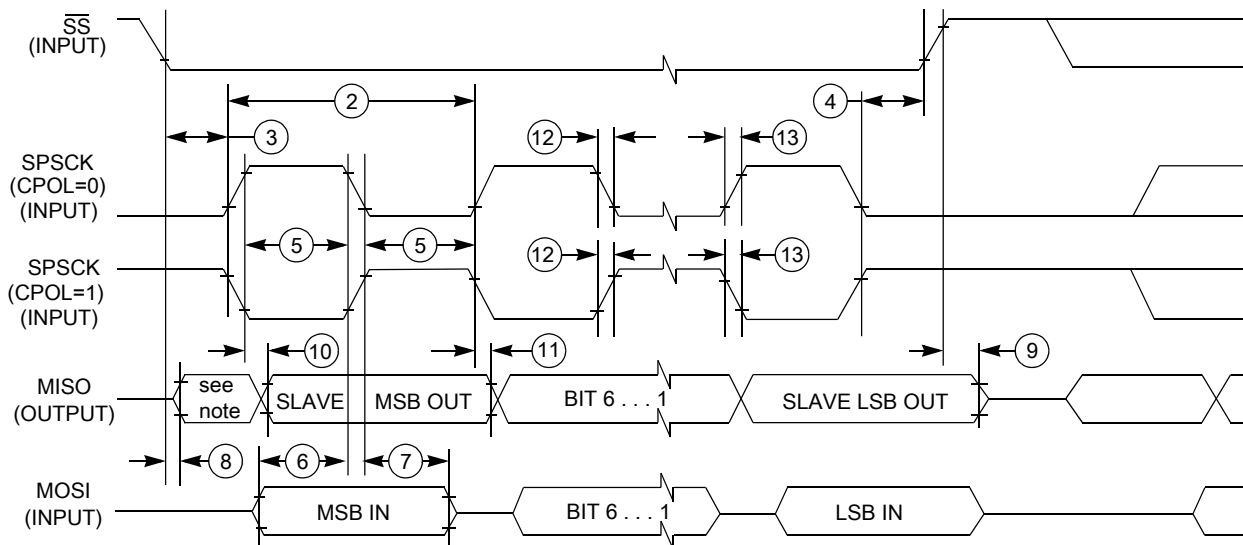 SS
(INPUT)
2
4
3
12
13
SPSCK
(CPOL=0)
(INPUT)
5
5
12
13
SPSCK
(CPOL=1)
(INPUT)
10
11
9
MISO
(OUTPUT)
see
note
SLAVE
MSB OUT
BIT 6 . . . 1
SLAVE LSB OUT
8
6
7
MOSI
(INPUT)
MSB IN
BIT 6 . . . 1
LSB IN